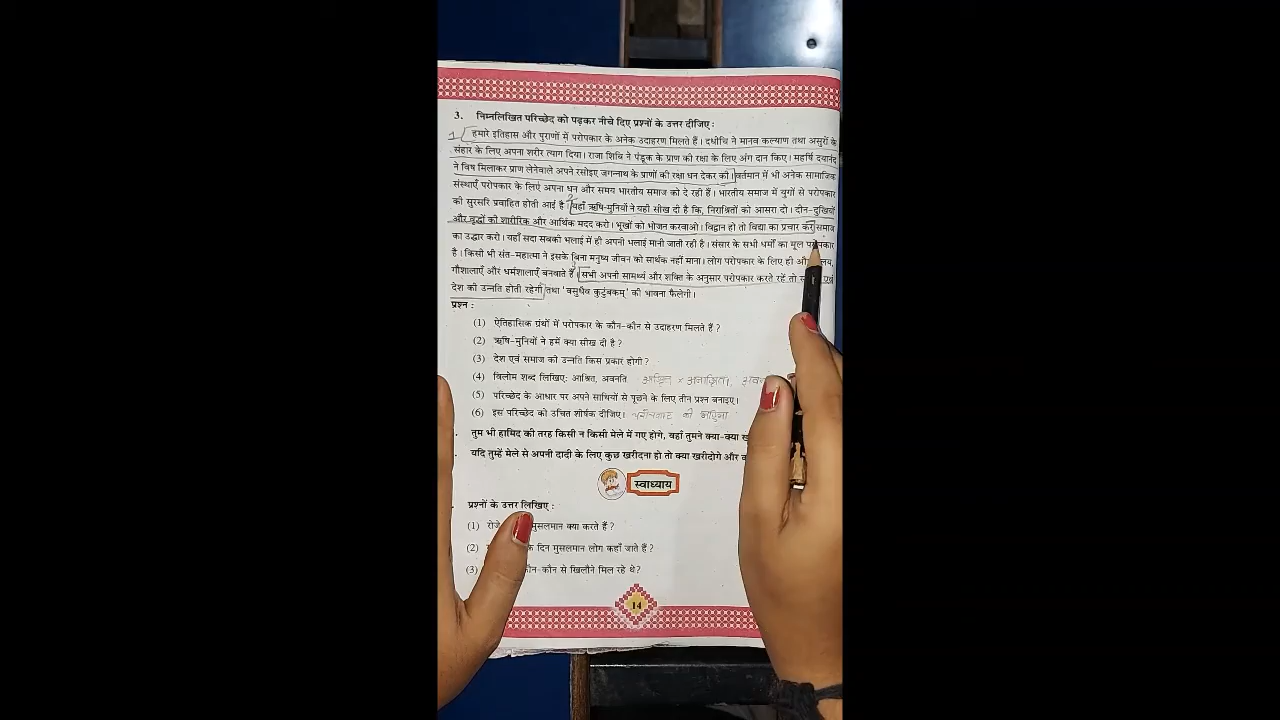 3. निम्नलिखित परिच्छेद को पढ़कर नीचे दिए प्रश्नों के उत्तर दीजिए :
1 हमारे इतिहास और पुराणों में परोपकार के अनेक उदाहरण मिलते हैं। दधीचि ने मानव कल्याण तथा असुरों के
संहार के लिए अपना शरीर त्याग दिया। राजा शिवि ने पंडूक के प्राण की रक्षा के लिए अंग दान किए। महर्षि दयानंद
ने विष मिलाकर प्राण लेनेवाले अपने रसोइए जगन्नाथ के प्राणों की रक्षा धन देकर की। वर्तमान में भी अनेक सामाजिक
संस्थाएँ परोपकार के लिए अपना धन और समय भारतीय समाज को दे रही हैं। भारतीय समाज में युगों से परोपकार
की सुरसरि प्रवाहित होती आई है। यहाँ ऋषि-मुनियों ने यही सीख दी है कि, निराश्रितों को आसरा दो। दीन-दुखियों
और वृद्धों की शारीरिक और आर्थिक मदद करो। भूखों को भोजन करवाओ। विद्वान हो तो विद्या का प्रचार करो समाज
का उद्धार करो। यहाँ सदा सबकी भलाई में ही अपनी भलाई मानी जाती रही है। संसार के सभी धर्मों का मूल परोपकार
है। किसी भी संत-महात्मा ने इसके बिना मनुष्य जीवन को सार्थक नहीं माना। लोग परोपकार के लिए ही
गौशालाएँ और धर्मशालाएँ बनवाते हैं। सभी अपनी सामर्थ्य और शक्ति के अनुसार परोपकार करते रहें तो एवं
देश की उन्नति होती रहेगी तथा 'वसुधैव कुटुंबकम्' की भावना फैलेगी।
प्रश्न :
(1) ऐतिहासिक ग्रंथों में परोपकार के कौन-कौन से उदाहरण मिलते हैं ?
(2) ऋषि-मुनियों ने हमें क्या सीख दी है ?
(3) देश एवं समाज की उन्नति किस प्रकार होगी ?
(4) विलोम शब्द लिखिए: आश्रित, अवनति आश्रित × अनाश्रित,
(5) परिच्छेद के आधार पर अपने साथियों से पूछने के लिए तीन प्रश्न बनाइए।
(6) इस परिच्छेद को उचित शीर्षक दीजिए। परोपकार की महिमा
तुम भी हामिद की तरह किसी न किसी मेले में गए होगे, वहाँ तुमने क्या-क्या
यदि तुम्हें मेले से अपनी दादी के लिए कुछ खरीदना हो तो क्या खरीदोगे और
स्वाध्याय
प्रश्नों के उत्तर लिखिए :
(1) मुसलमान क्या करते हैं ?
(2) दिन मुसलमान लोग कहाँ जाते हैं ?
(3) कौन-कौन से खिलौने मिल रहे थे?
14